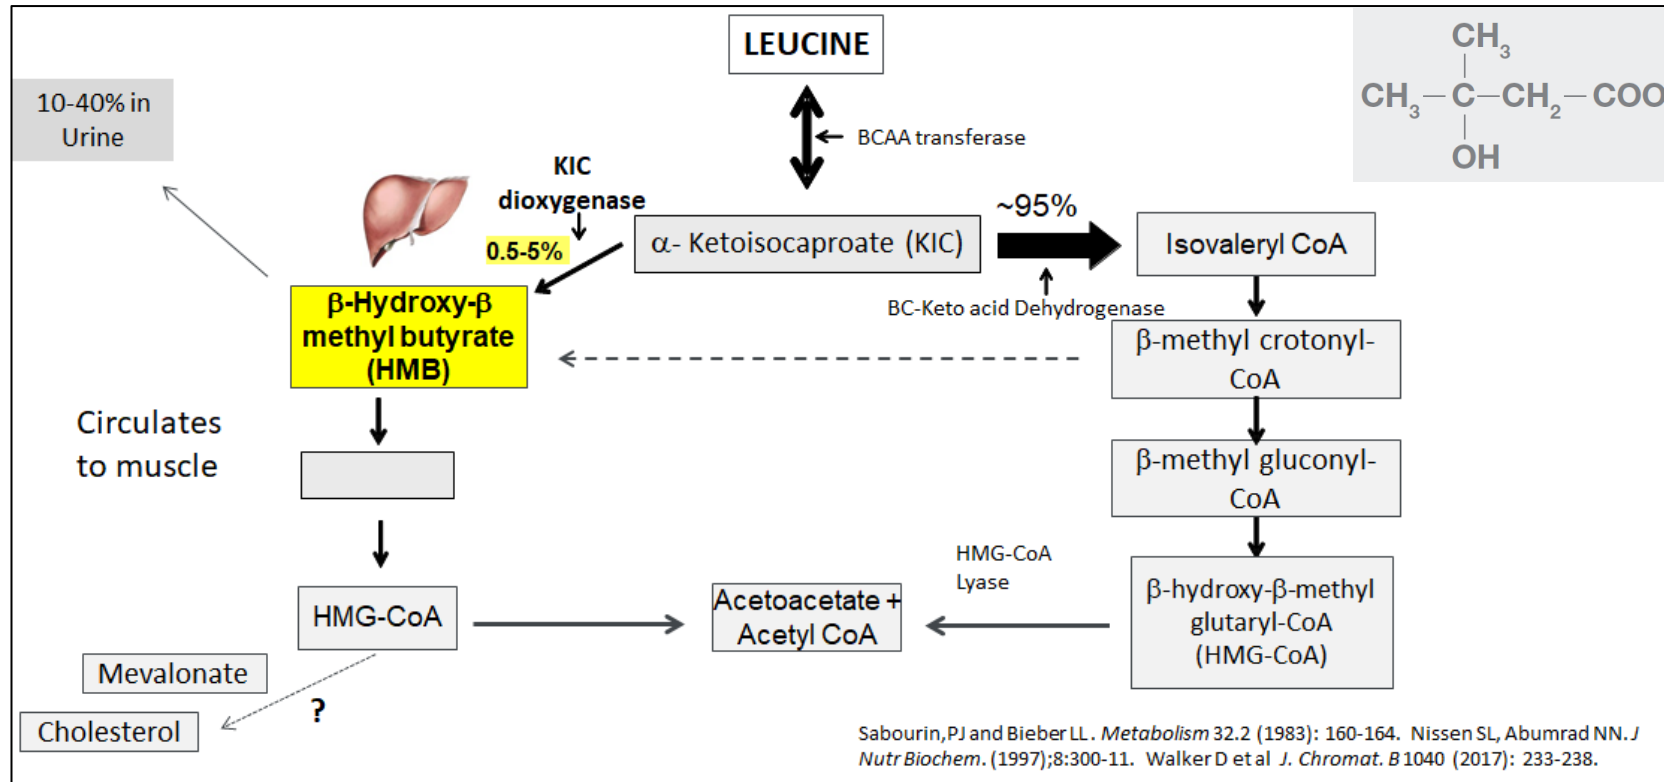 LEUCINE
10-40% in
Urine
BCAA transferase
CH3
CH3—C—CH2—COO
OH
KIC
dioxygenase
0.5-5%
α- Ketoisocaproate (KIC)
~95%
Isovaleryl CoA
BC-Keto acid Dehydrogenase
β-Hydroxy-β
methyl butyrate
(HMB)
β-methyl crotonyl-
CoA
Circulates
to muscle
β-methyl gluconyl-
CoA
HMG-CoA
Lyase
HMG-CoA
Acetoacetate +
Acetyl CoA
β-hydroxy-β-methyl
glutaryl-CoA
(HMG-CoA)
Mevalonate
?
Cholesterol
Sabourin,PJ and Bieber LL. Metabolism 32.2 (1983): 160-164. Nissen SL, Abumrad NN. J
Nutr Biochem. (1997);8:300-11. Walker D et al J. Chromat. B 1040 (2017): 233-238.